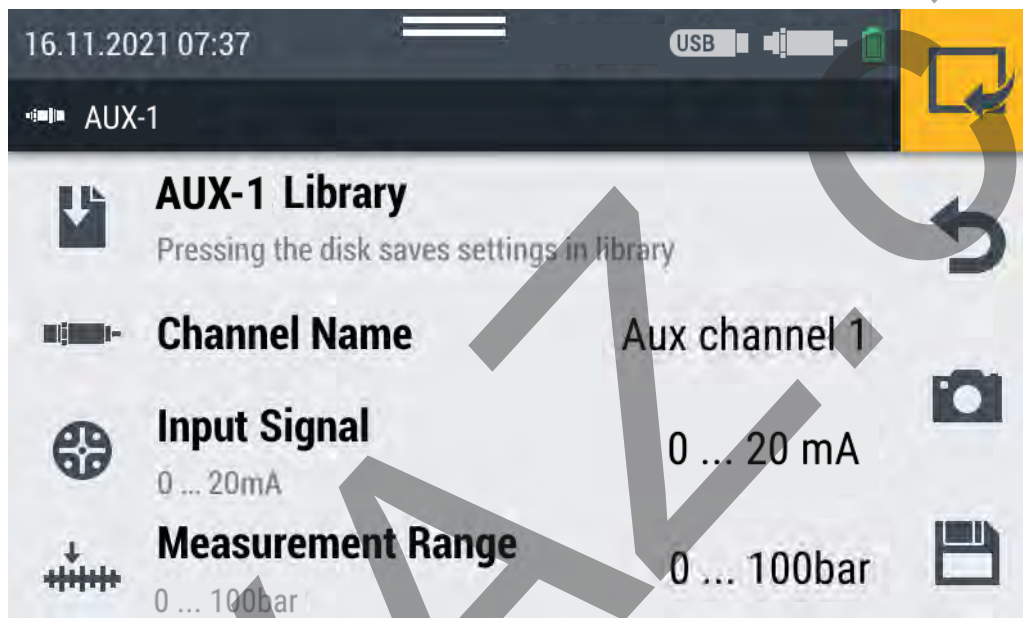 16.11.2021 07:37 USB
AUX-1
AUX-1 Library
Pressing the disk saves settings in library
Channel Name Aux channel 1
Input Signal 0 ... 20 mA
0 ... 20mA
Measurement Range 0 ... 100bar
0 ... 100bar